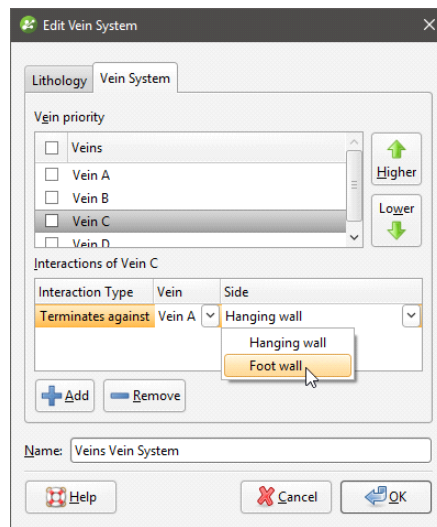 Edit Vein System
Lithology Vein System
Vein priority
Veins
Vein A
Vein B
Vein C
Vein D
Higher
Lower
Interactions of Vein C
Interaction Type Vein Side
Terminates against Vein A Hanging wall
Hanging wall
Foot wall
Add Remove
Name: Veins Vein System
Help Cancel OK